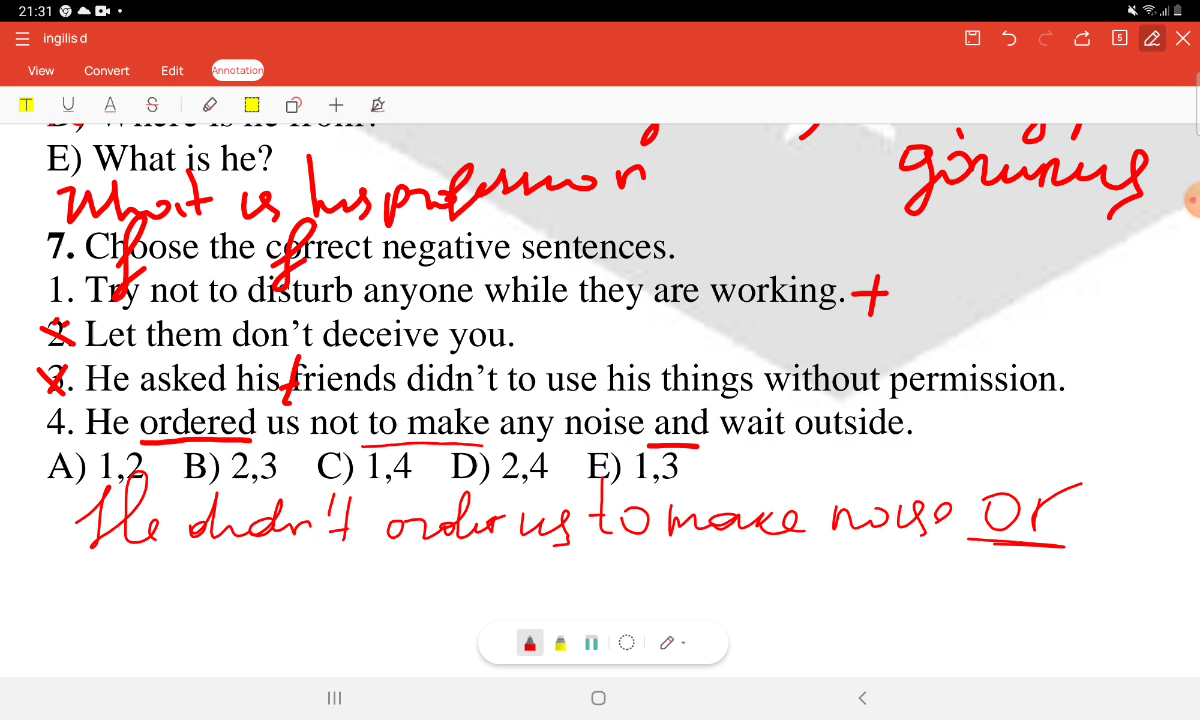 21:31
ingilis d
View Convert Edit Annotation
T U A S
E) What is he?
görünüş
What is his profession
7. Choose the correct negative sentences.
1. Try not to disturb anyone while they are working. +
2. Let them don’t deceive you.
3. He asked his friends didn’t to use his things without permission.
4. He ordered us not to make any noise and wait outside.
A) 1,2 B) 2,3 C) 1,4 D) 2,4 E) 1,3
He didn't order us to make noise or